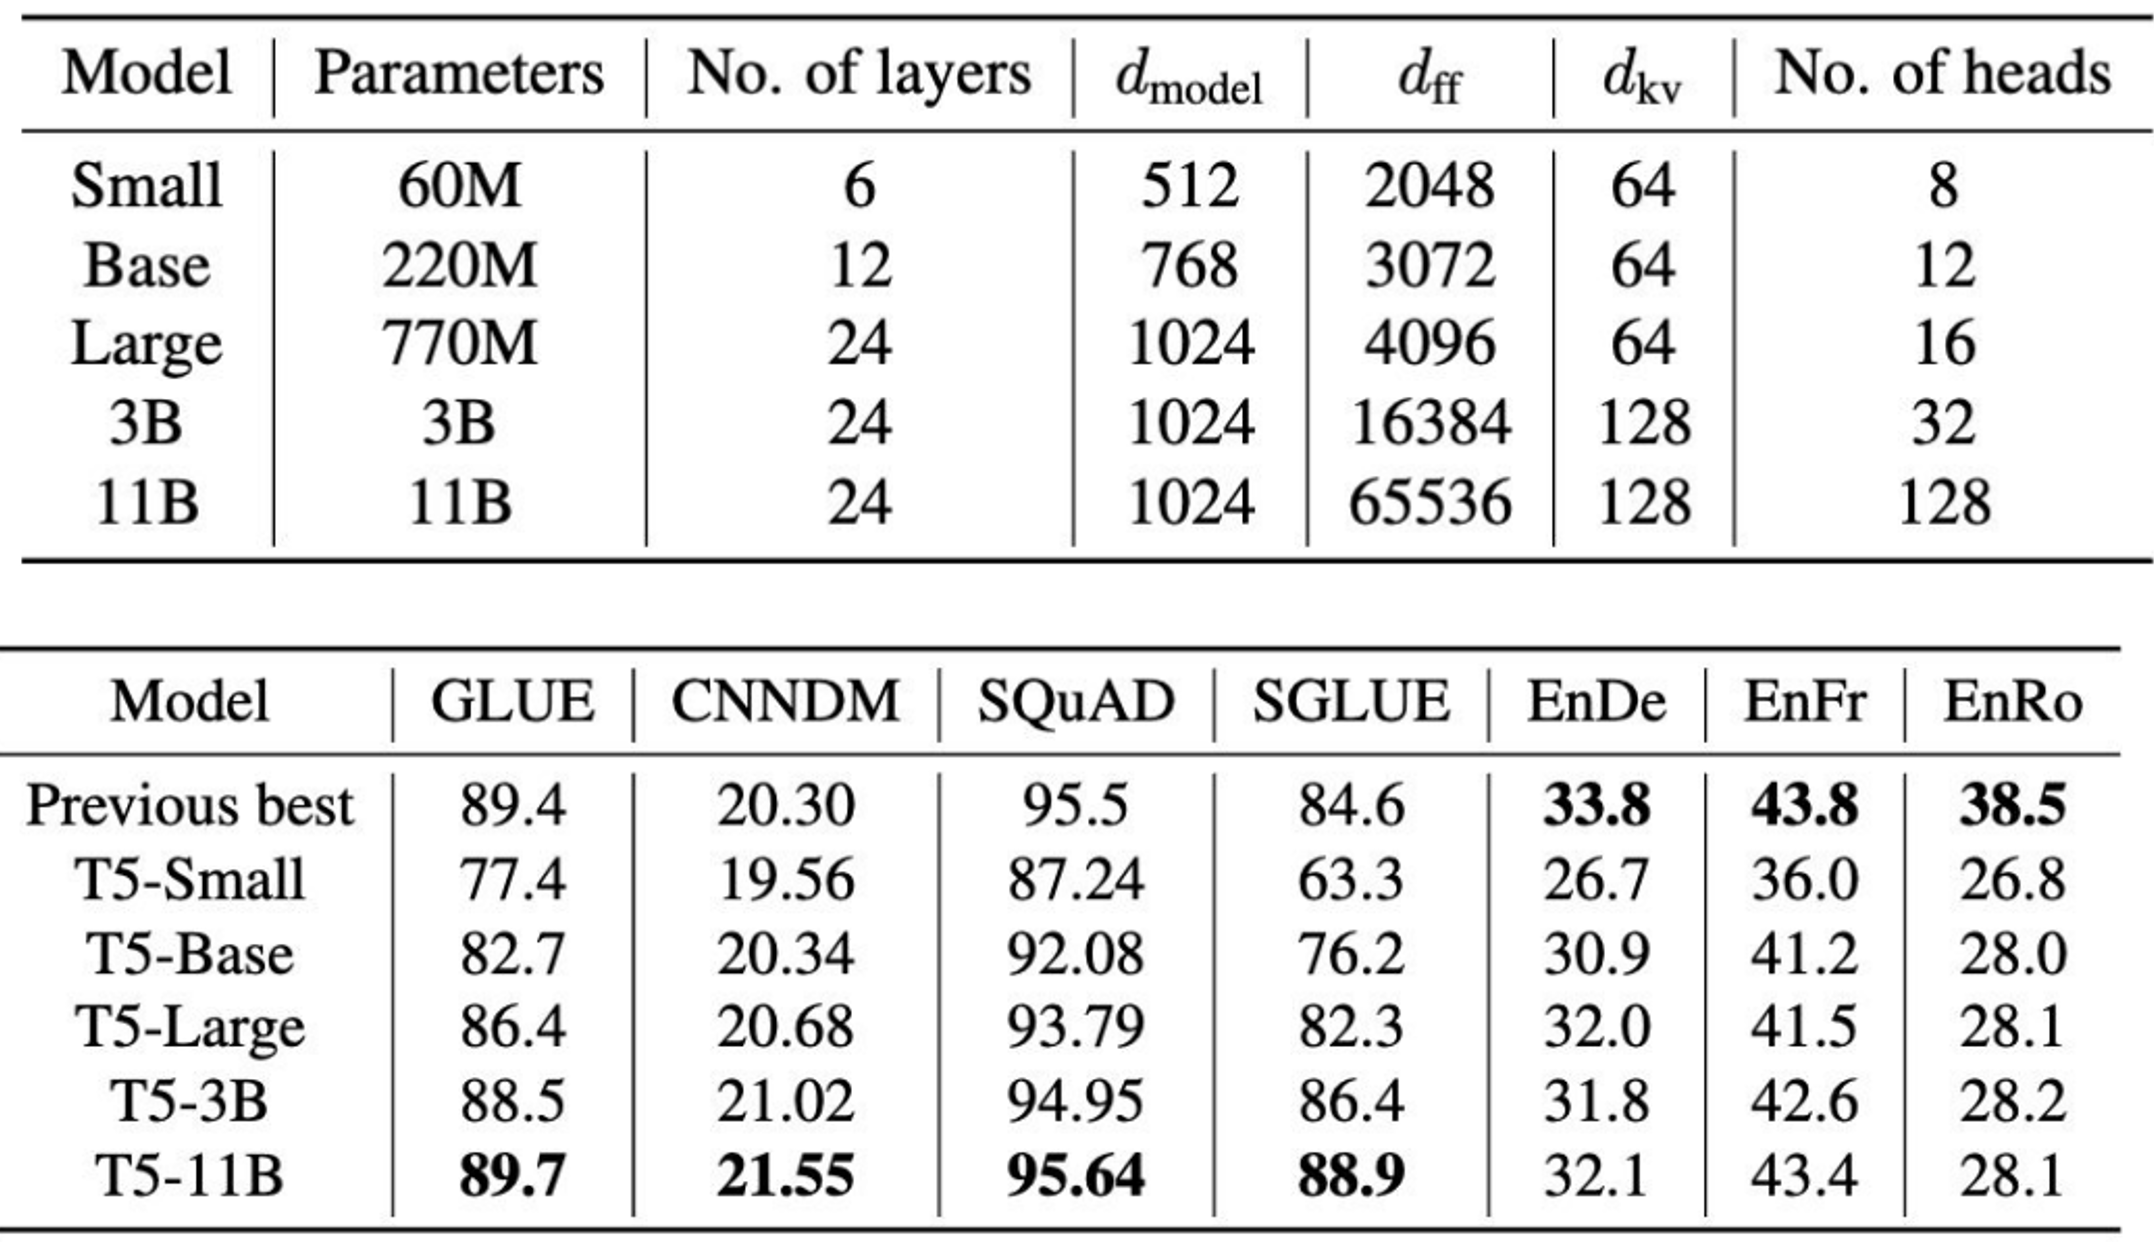 Model Parameters No. of layers dmodel dff dkv No. of heads
Small 60M 6 512 2048 64 8
Base 220M 12 768 3072 64 12
Large 770M 24 1024 4096 64 16
3B 3B 24 1024 16384 128 32
11B 11B 24 1024 65536 128 128
Model GLUE CNNDM SQuAD SGLUE EnDe EnFr EnRo
Previous best 89.4 20.30 95.5 84.6 33.8 43.8 38.5
T5-Small 77.4 19.56 87.24 63.3 26.7 36.0 26.8
T5-Base 82.7 20.34 92.08 76.2 30.9 41.2 28.0
T5-Large 86.4 20.68 93.79 82.3 32.0 41.5 28.1
T5-3B 88.5 21.02 94.95 86.4 31.8 42.6 28.2
T5-11B 89.7 21.55 95.64 88.9 32.1 43.4 28.1